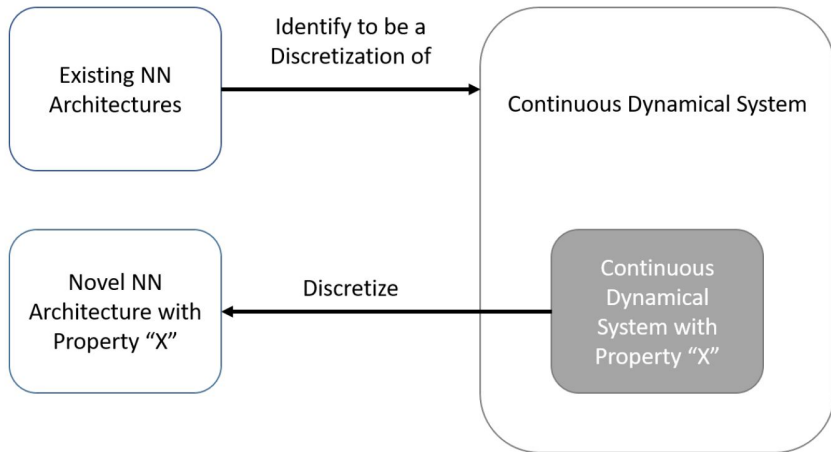 Existing NN
Architectures
Identify to be a
Discretization of
Continuous Dynamical System
Novel NN
Architecture with
Property “X”
Discretize
Continuous
Dynamical
System with
Property “X”